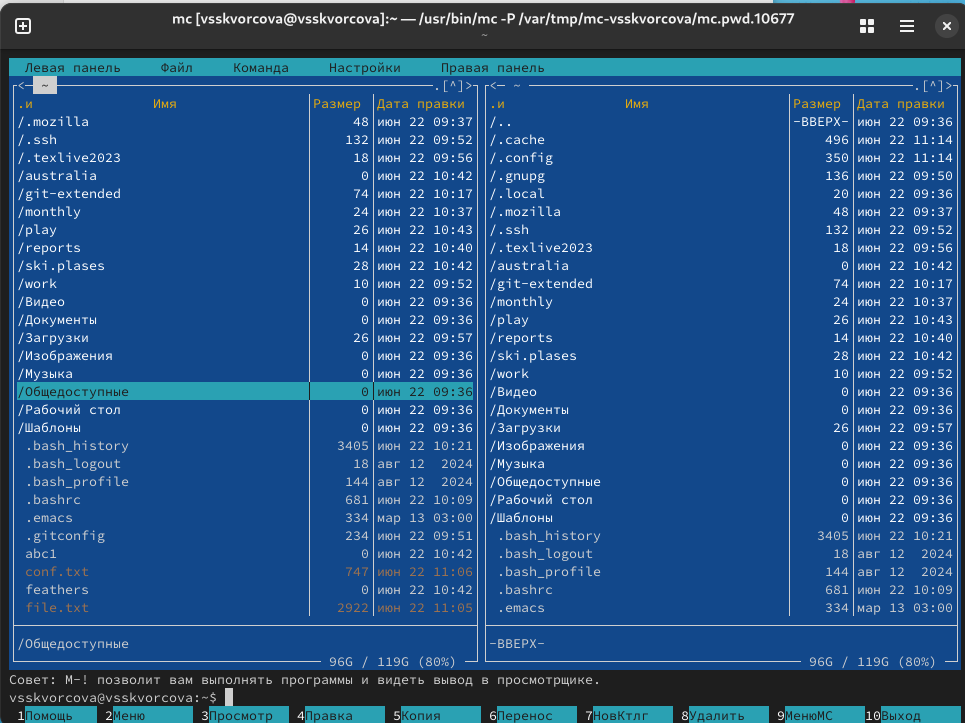 mc [vsskvorcova@vsskvorcova]:~ — /usr/bin/mc -P /var/tmp/mc-vsskvorcova/mc.pwd.10677
~
Левая панель Файл Команда Настройки Правая панель
<─ ~ .[^]>
.и Имя Размер Дата правки
/.mozilla 48 июн 22 09:37
/.ssh 132 июн 22 09:52
/.texlive2023 18 июн 22 09:56
/australia 0 июн 22 10:42
/git-extended 74 июн 22 10:17
/monthly 24 июн 22 10:37
/play 26 июн 22 10:43
/reports 14 июн 22 10:40
/ski.plases 28 июн 22 10:42
/work 10 июн 22 09:52
/Видео 0 июн 22 09:36
/Документы 0 июн 22 09:36
/Загрузки 26 июн 22 09:57
/Изображения 0 июн 22 09:36
/Музыка 0 июн 22 09:36
/Общедоступные 0 июн 22 09:36
/Рабочий стол 0 июн 22 09:36
/Шаблоны 0 июн 22 09:36
.bash_history 3405 июн 22 10:21
.bash_logout 18 авг 12 2024
.bash_profile 144 авг 12 2024
.bashrc 681 июн 22 10:09
.emacs 334 мар 13 03:00
.gitconfig 234 июн 22 09:51
abc1 0 июн 22 10:42
conf.txt 747 июн 22 11:06
feathers 0 июн 22 10:42
file.txt 2922 июн 22 11:05
/Общедоступные
96G / 119G (80%)
<─ ~ .[^]>
.и Имя Размер Дата правки
/.. -ВВЕРХ- июн 22 09:36
/.cache 496 июн 22 11:14
/.config 350 июн 22 11:14
/.gnupg 136 июн 22 09:50
/.local 20 июн 22 09:36
/.mozilla 48 июн 22 09:37
/.ssh 132 июн 22 09:52
/.texlive2023 18 июн 22 09:56
/australia 0 июн 22 10:42
/git-extended 74 июн 22 10:17
/monthly 24 июн 22 10:37
/play 26 июн 22 10:43
/reports 14 июн 22 10:40
/ski.plases 28 июн 22 10:42
/work 10 июн 22 09:52
/Видео 0 июн 22 09:36
/Документы 0 июн 22 09:36
/Загрузки 26 июн 22 09:57
/Изображения 0 июн 22 09:36
/Музыка 0 июн 22 09:36
/Общедоступные 0 июн 22 09:36
/Рабочий стол 0 июн 22 09:36
/Шаблоны 0 июн 22 09:36
.bash_history 3405 июн 22 10:21
.bash_logout 18 авг 12 2024
.bash_profile 144 авг 12 2024
.bashrc 681 июн 22 10:09
.emacs 334 мар 13 03:00
-ВВЕРХ-
96G / 119G (80%)
Совет: M-! позволит вам выполнять программы и видеть вывод в просмотрщике.
vsskvorcova@vsskvorcova:~$
1Помощь 2Меню 3Просмотр 4Правка 5Копия 6Перенос 7НовКтлг 8Удалить 9МенюMC 10Выход